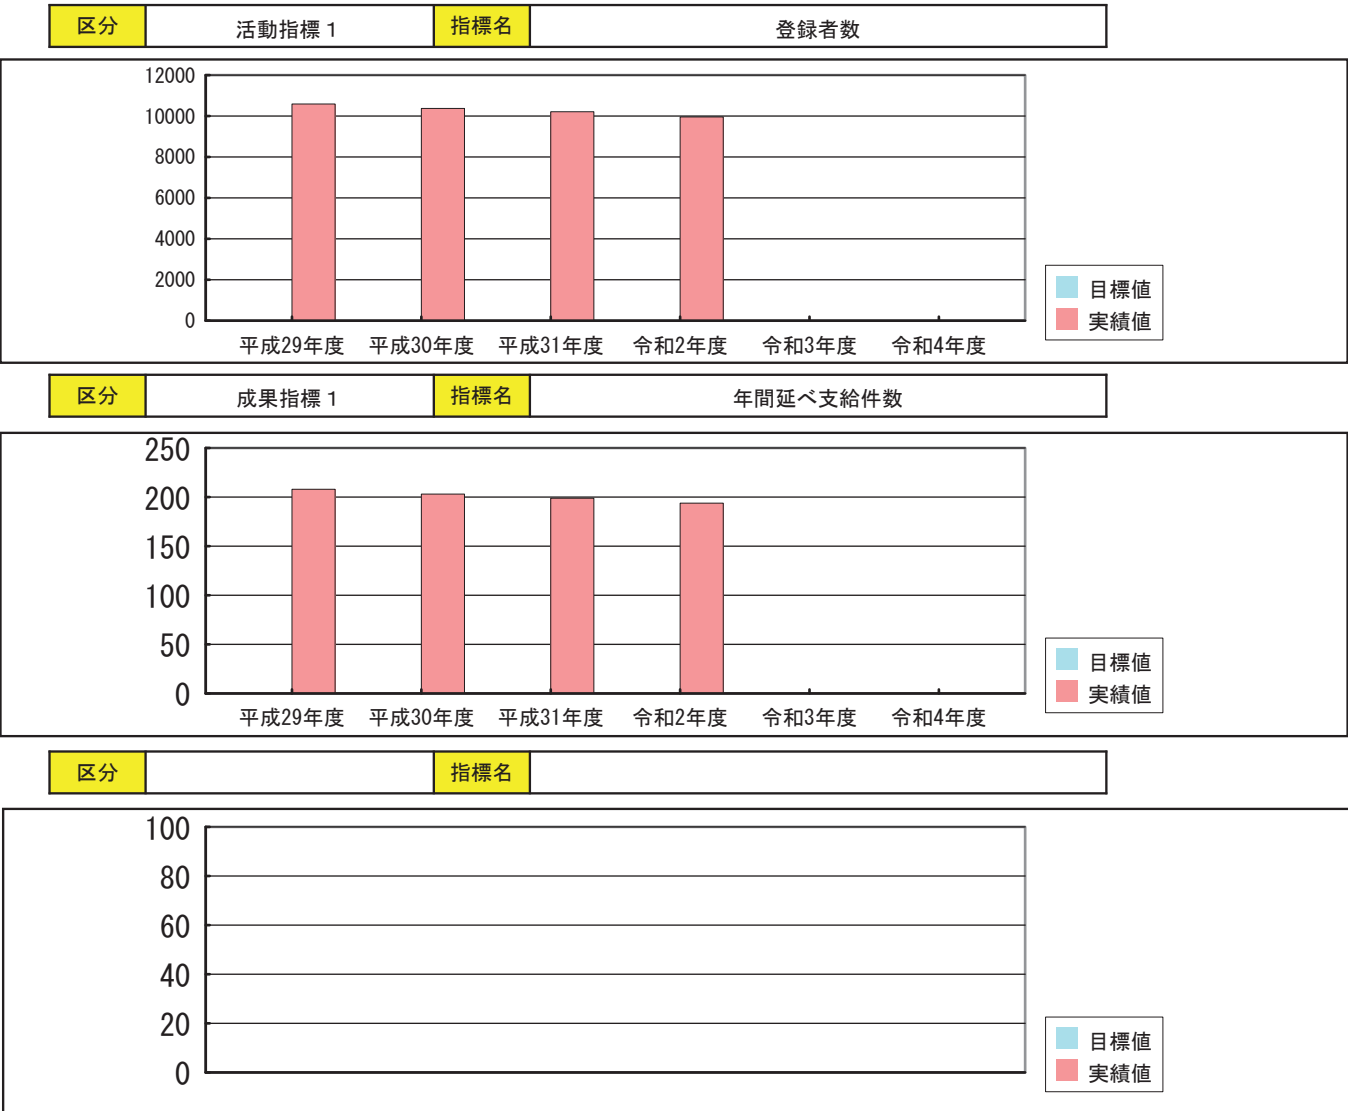 区分 活動指標１ 指標名 登録者数
12000
10000
8000
6000
4000
2000
0
平成29年度 平成30年度 平成31年度 令和2年度 令和3年度 令和4年度
目標値
実績値
区分 成果指標１ 指標名 年間延べ支給件数
250
200
150
100
50
0
平成29年度 平成30年度 平成31年度 令和2年度 令和3年度 令和4年度
目標値
実績値
区分 指標名
100
80
60
40
20
0
目標値
実績値